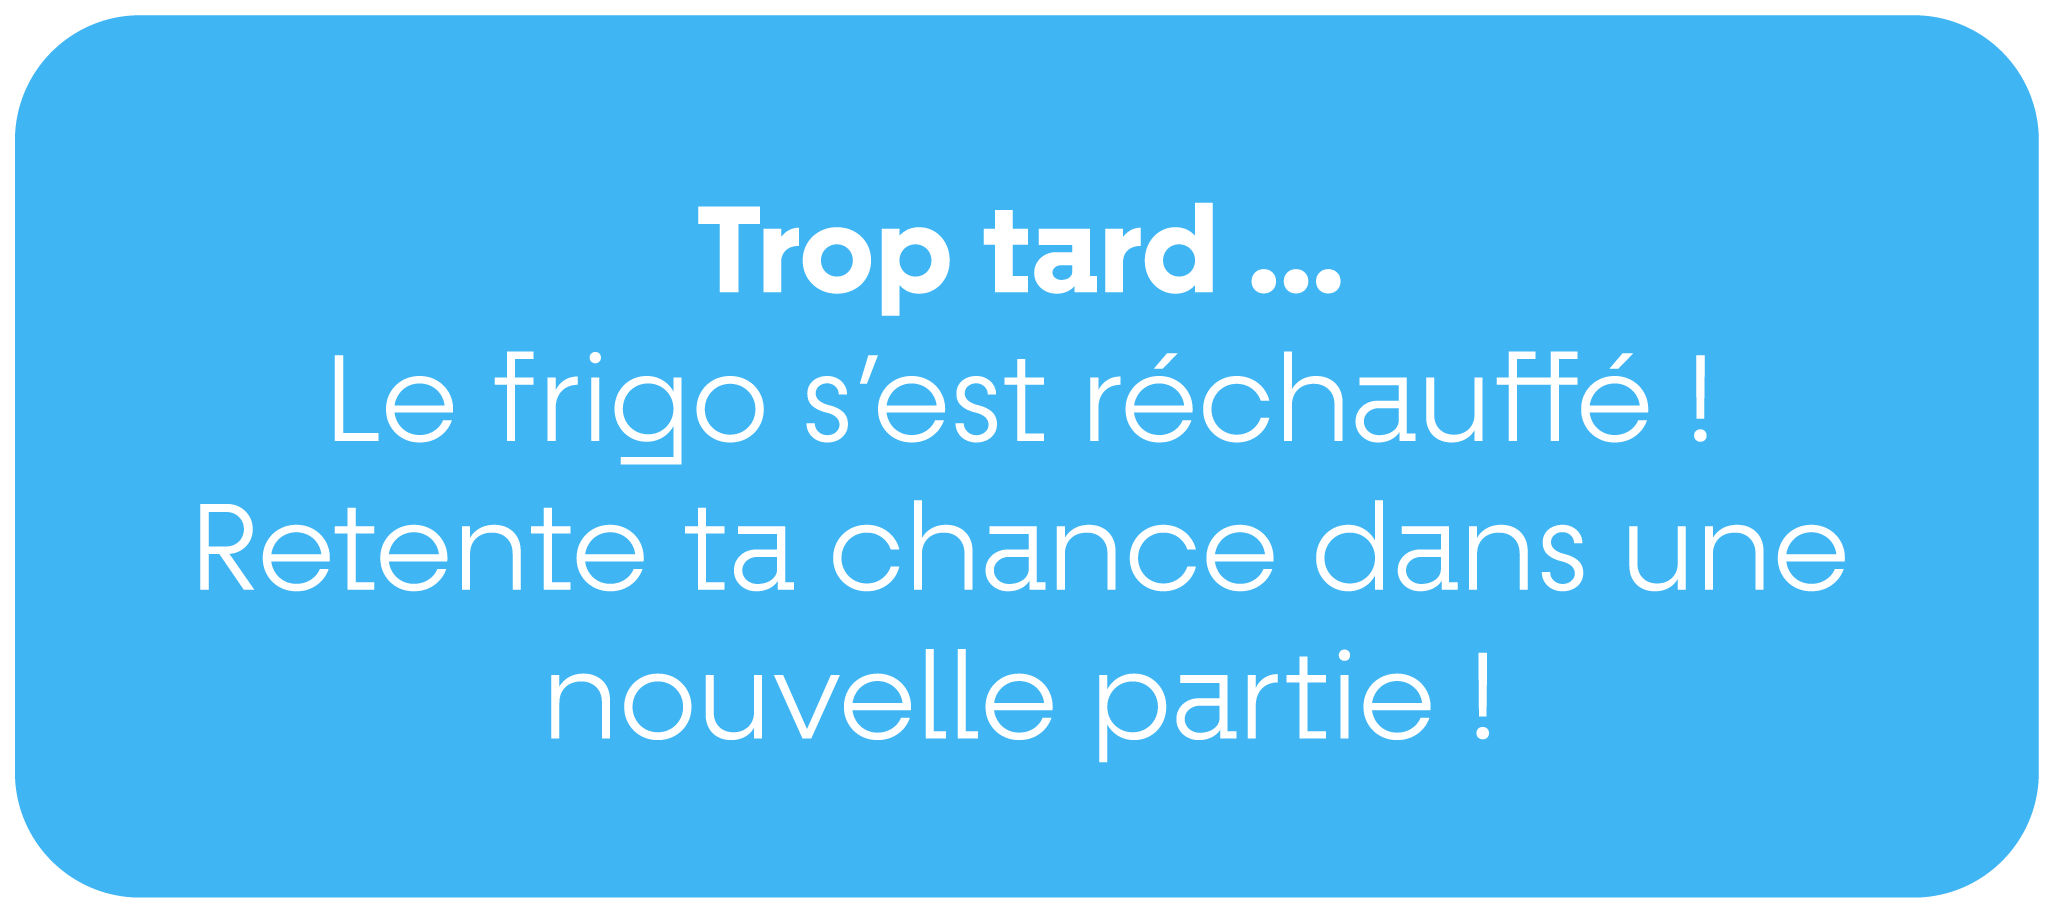 Trop tard ...
Le frigo s’est réchauffé !
Retente ta chance dans une
nouvelle partie !